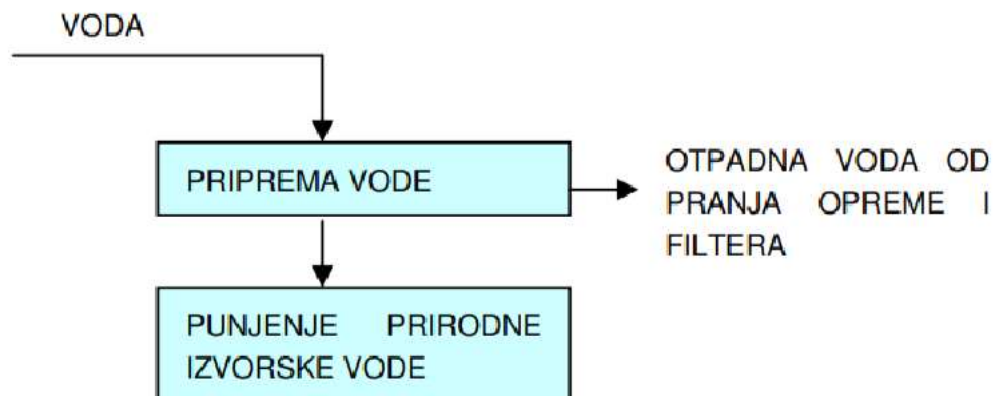 VODA
PRIPREMA VODE
OTPADNA VODA OD
PRANJA OPREME I
FILTERA
PUNJENJE PRIRODNE
IZVORSKE VODE